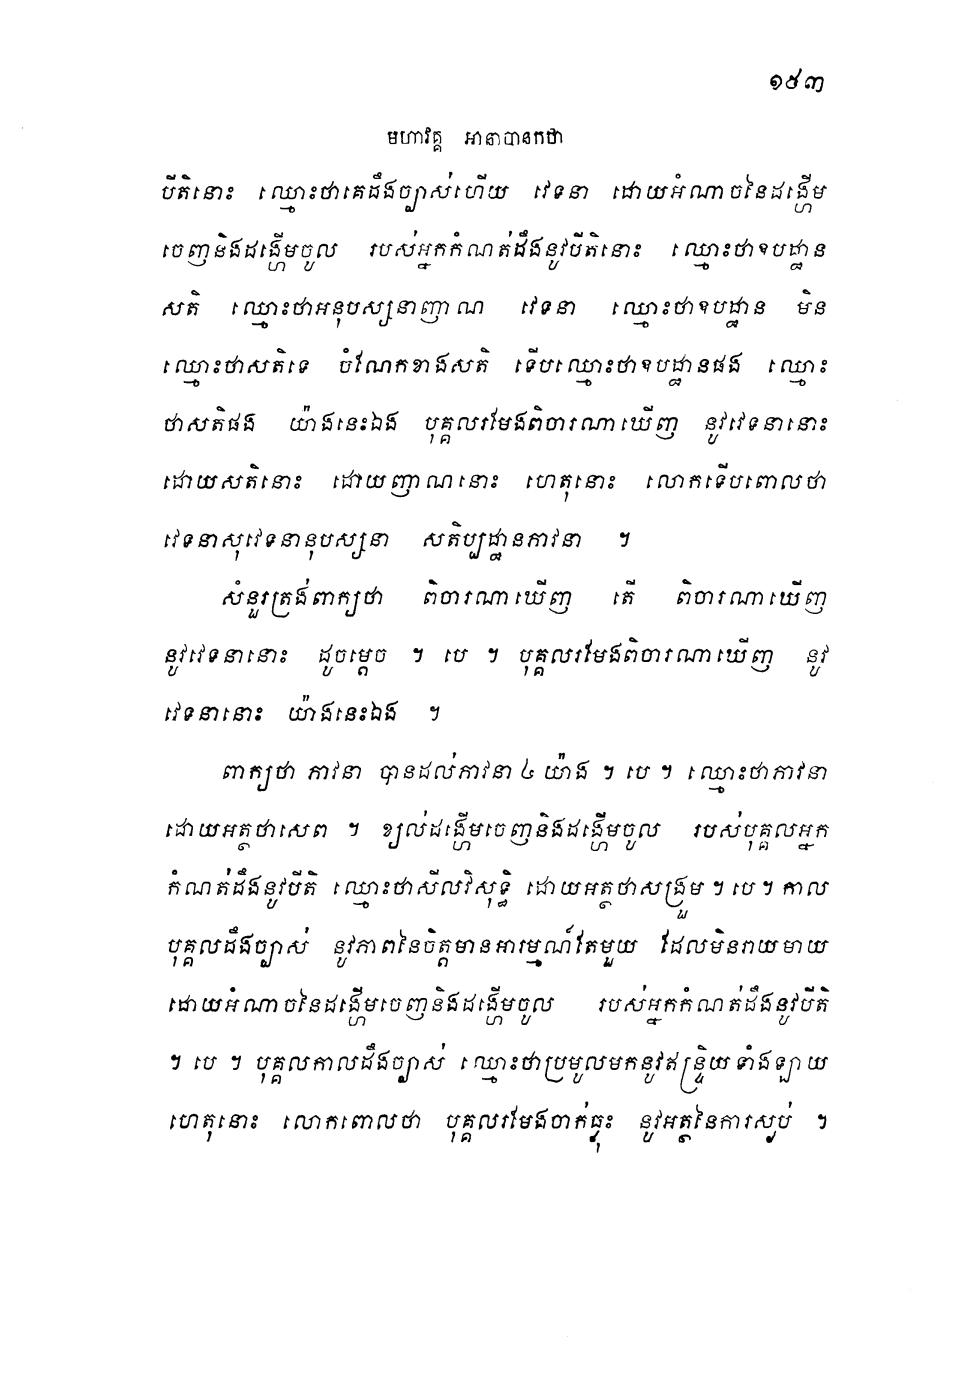 ១៥៣
មហាវគ្គ អានាបានកថា
បីតិនោះ ឈ្មោះថាគេដឹងច្បាស់ហើយ វេទនា ដោយអំណាចនៃដង្ហើម
ចេញនិងដង្ហើមចូល របស់អ្នកកំណត់ដឹងនូវបីតិនោះ ឈ្មោះថាឧបដ្ឋាន
សតិ ឈ្មោះថាអនុបស្សនាញាណ វេទនា ឈ្មោះថាឧបដ្ឋាន មិន
ឈ្មោះថាសតិទេ ចំណែកខាងសតិ ទើបឈ្មោះថាឧបដ្ឋានផង ឈ្មោះ
ថាសតិផង យ៉ាងនេះឯង បុគ្គលរមែងពិចារណាឃើញ នូវវេទនានោះ
ដោយសតិនោះ ដោយញាណនោះ ហេតុនោះ លោកទើបពោលថា
វេទនាសុវេទនានុបស្សនា សតិប្បដ្ឋានភាវនា ។
សំនួរត្រង់ពាក្យថា ពិចារណាឃើញ តើ ពិចារណាឃើញ
នូវវេទនានោះ ដូចម្តេច ។ បេ ។ បុគ្គលរមែងពិចារណាឃើញ នូវ
វេទនានោះ យ៉ាងនេះឯង ។
ពាក្យថា ភាវនា បានដល់ភាវនា ៤ យ៉ាង ។ បេ ។ ឈ្មោះថាភាវនា
ដោយអត្ថថាសេព ។ ខ្យល់ដង្ហើមចេញនិងដង្ហើមចូល របស់បុគ្គលអ្នក
កំណត់ដឹងនូវបីតិ ឈ្មោះថាសីលវិសុទ្ធិ ដោយអត្ថថាសង្រួម ។ បេ ។ កាល
បុគ្គលដឹងច្បាស់ នូវភាពនៃចិត្តមានអារម្មណ៍តែមួយ ដែលមិនរាយមាយ
ដោយអំណាចនៃដង្ហើមចេញនិងដង្ហើមចូល របស់អ្នកកំណត់ដឹងនូវបីតិ
។ បេ ។ បុគ្គលកាលដឹងច្បាស់ ឈ្មោះថាប្រមូលមកនូវឥន្ទ្រិយទាំងឡាយ
ហេតុនោះ លោកពោលថា បុគ្គលរមែងចាក់ធ្លុះ នូវអត្ថនៃការស្ងប់ ។